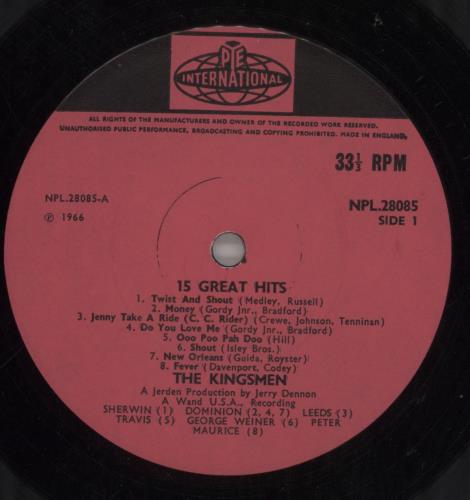 PYE
INTERNATIONAL
ALL RIGHTS OF THE MANUFACTURERS AND OWNER OF THE RECORDED WORK RESERVED.
UNAUTHORISED PUBLIC PERFORMANCE, BROADCASTING AND COPYING PROHIBITED. MADE IN ENGLAND.
33⅓ RPM
NPL.28085-A
Ⓟ 1966
NPL.28085
SIDE 1
15 GREAT HITS
1. Twist And Shout (Medley, Russell)
2. Money (Gordy Jnr., Bradford)
3. Jenny Take A Ride (C. C. Rider) (Crewe, Johnson, Tenninan)
4. Do You Love Me (Gordy Jnr., Bradford)
5. Ooo Poo Pah Doo (Hill)
6. Shout (Isley Bros.)
7. New Orleans (Guida, Royster)
8. Fever (Davenport, Codey)
THE KINGSMEN
A Jerden Production by Jerry Dennon
A Wand U.S.A., Recording
SHERWIN (1) DOMINION (2, 4, 7) LEEDS (3)
TRAVIS (5) GEORGE WEINER (6) PETER
MAURICE (8)